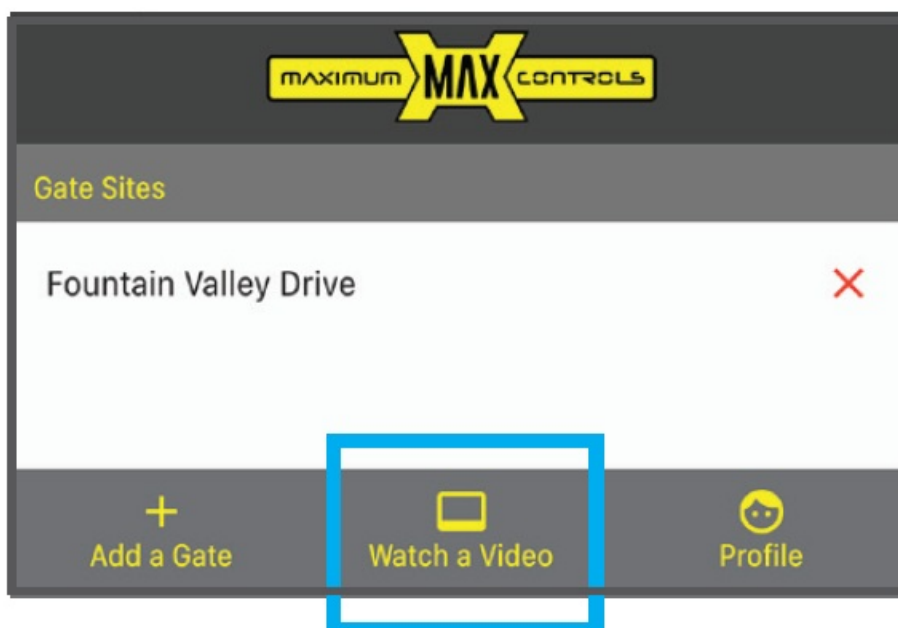 MAXIMUM MAX CONTROLS
Gate Sites
Fountain Valley Drive
Add a Gate
Watch a Video
Profile